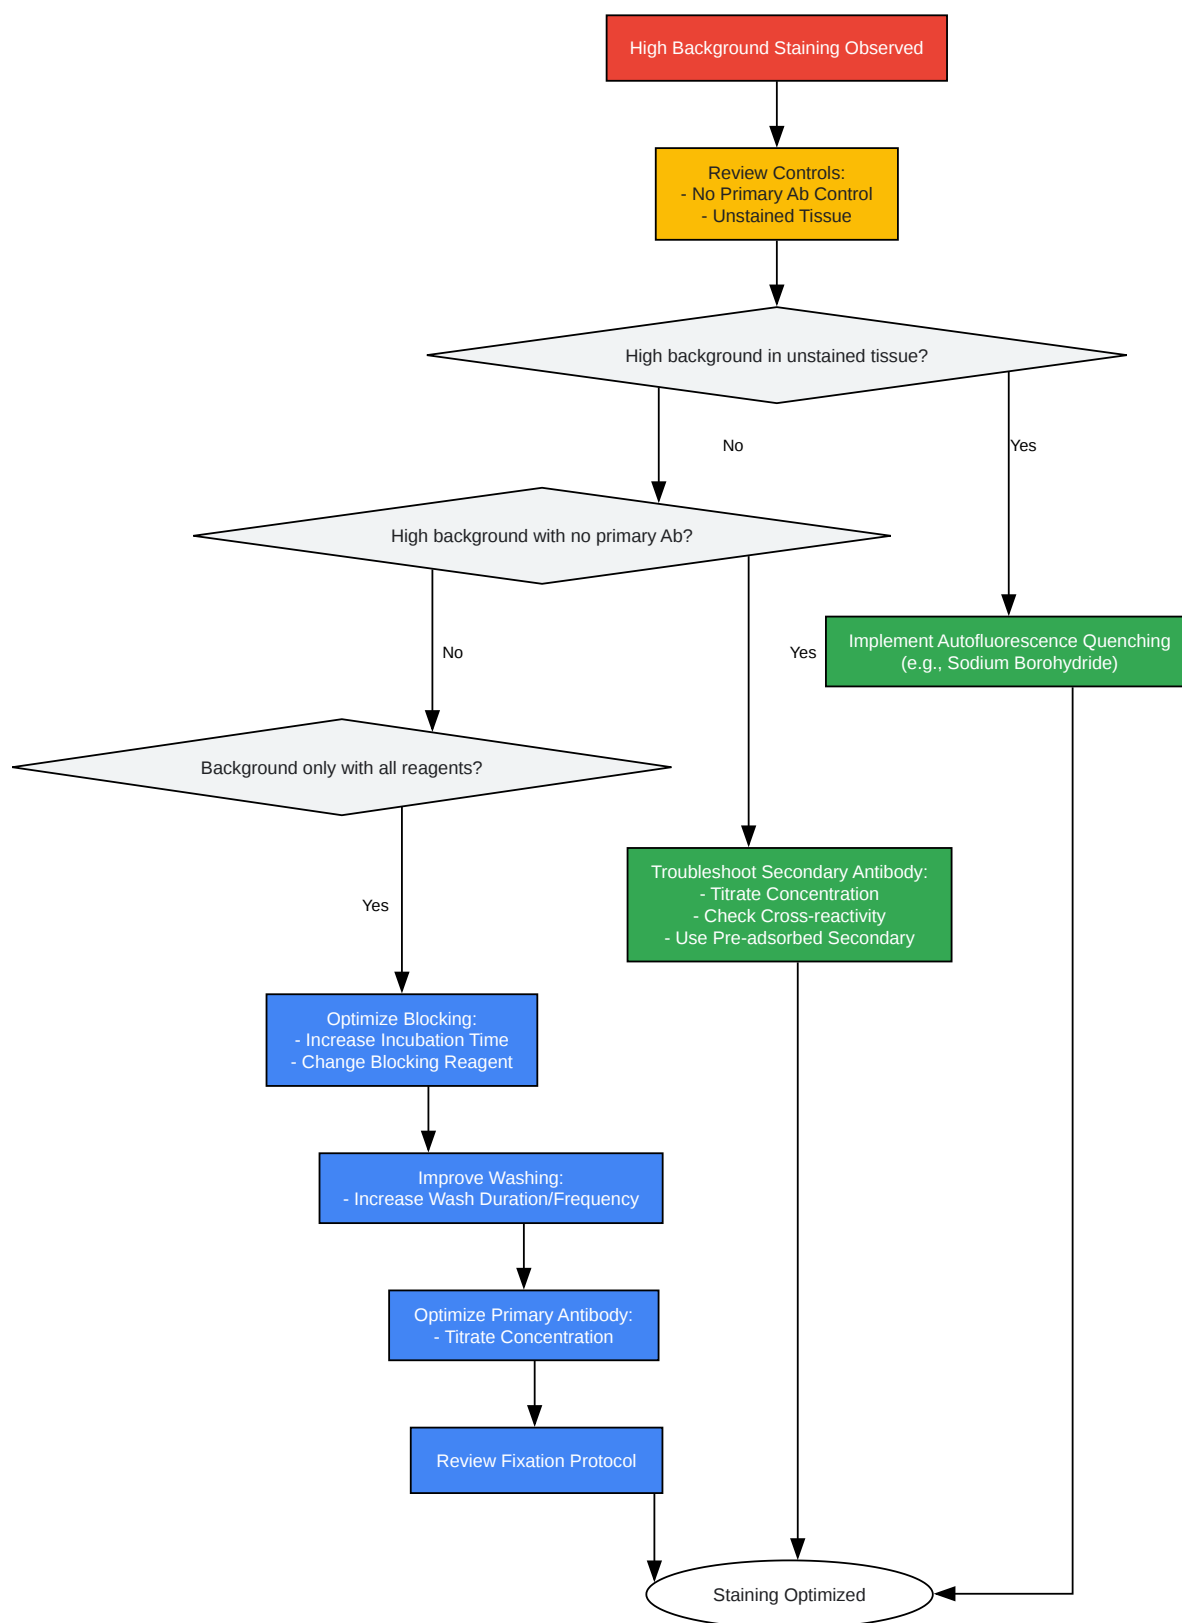 High Background Staining Observed
Review Controls:
- No Primary Ab Control
- Unstained Tissue
High background in unstained tissue?
No
Yes
High background with no primary Ab?
No
Yes
Implement Autofluorescence Quenching
(e.g., Sodium Borohydride)
Background only with all reagents?
Yes
Troubleshoot Secondary Antibody:
- Titrate Concentration
- Check Cross-reactivity
- Use Pre-adsorbed Secondary
Optimize Blocking:
- Increase Incubation Time
- Change Blocking Reagent
Improve Washing:
- Increase Wash Duration/Frequency
Optimize Primary Antibody:
- Titrate Concentration
Review Fixation Protocol
Staining Optimized